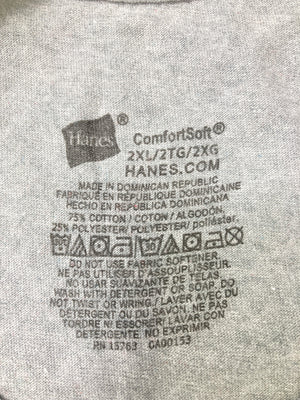 Hanes
ComfortSoft®
2XL/2TG/2XG
HANES.COM
MADE IN DOMINICAN REPUBLIC
FABRIQUÉ EN RÉPUBLIQUE DOMINICAINE
HECHO EN REPÚBLICA DOMINICANA
75% COTTON / COTON / ALGODÓN,
25% POLYESTER/ POLYESTER/ poliéster.
DO NOT USE FABRIC SOFTENER
NE PAS UTILISER D'ASSOUPLISSEUR
NO USAR SUAVIZANTE DE TELAS.
WASH WITH DETERGENT OR SOAP. DO
NOT TWIST OR WRING./LAVER AVEC DU
DÉTERGENT OU DU SAVON. NE PAS
TORDRE NI ESSORER/ LAVAR CON
DETERGENTE. NO EXPRIMIR
RN 15763 CA00153